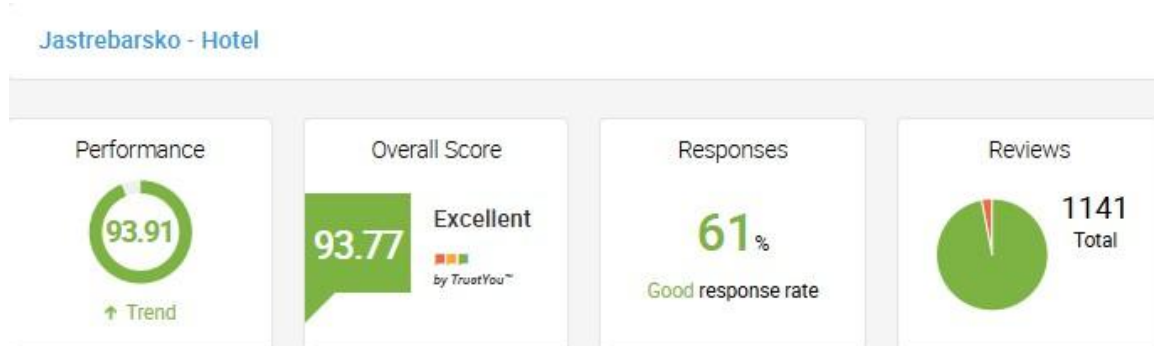 Jastrebarsko - Hotel
Performance
93.91
↑ Trend
Overall Score
93.77
Excellent
by TrustYou™
Responses
61%
Good response rate
Reviews
1141
Total